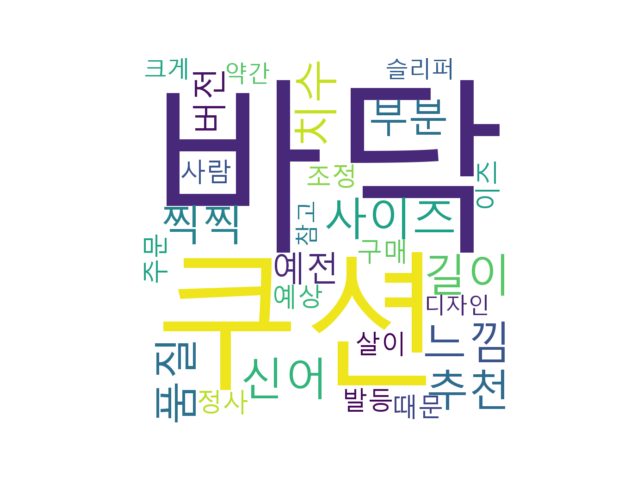 크게
약간
슬리퍼
버전
치수
부분
바닥
사람
조정
이즈
찍찍
참고
사이즈
주문
구매
예전
길이
쿠션
예상
디자인
살이
느낌
품질
신어
추천
정사
발등
때문